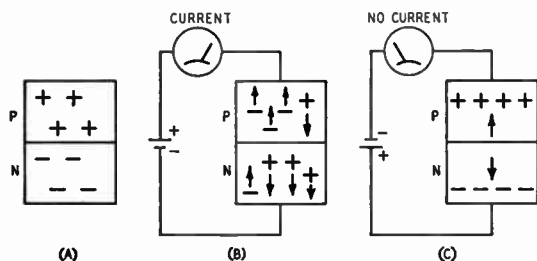 CURRENT
NO CURRENT
P
+ +
+ +
N
− −
− −
+
−
P
− − − +
N
− + + +
−
+
P
+ + + +
N
− − − − −
(A)
(B)
(C)